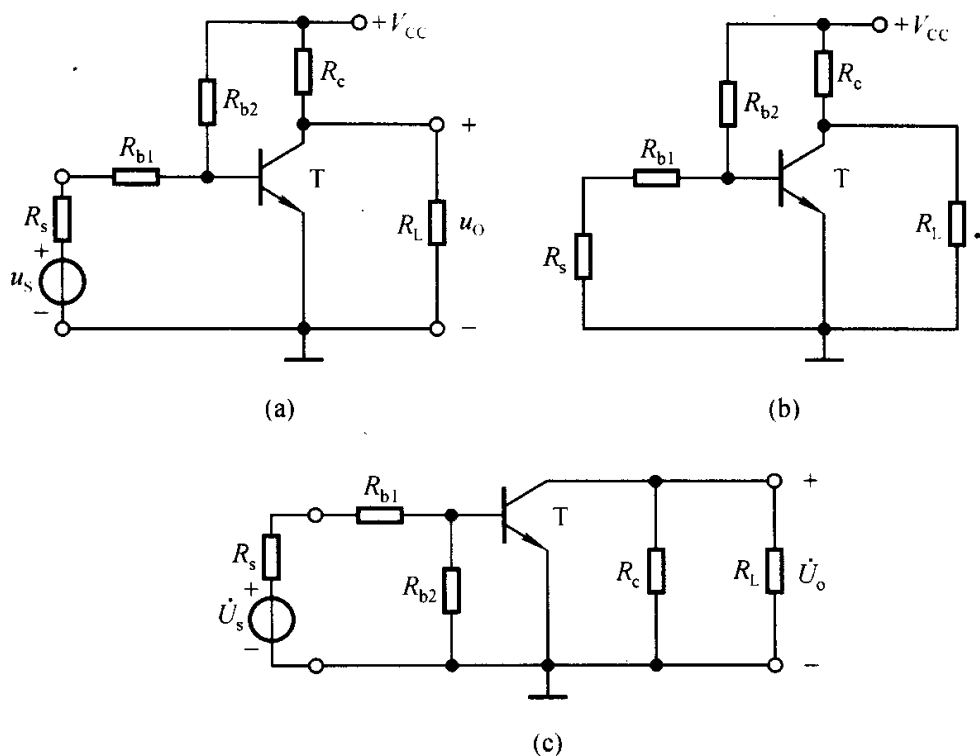 +V_CC +V_CC
R_c R_c
R_b2 R_b2
R_b1 T R_b1 T
R_s + u_S − R_L + u_O − R_s R_L
(a) (b)
R_b1 T +
R_s + U̇_s − R_b2 R_c R_L U̇_o
−
(c)